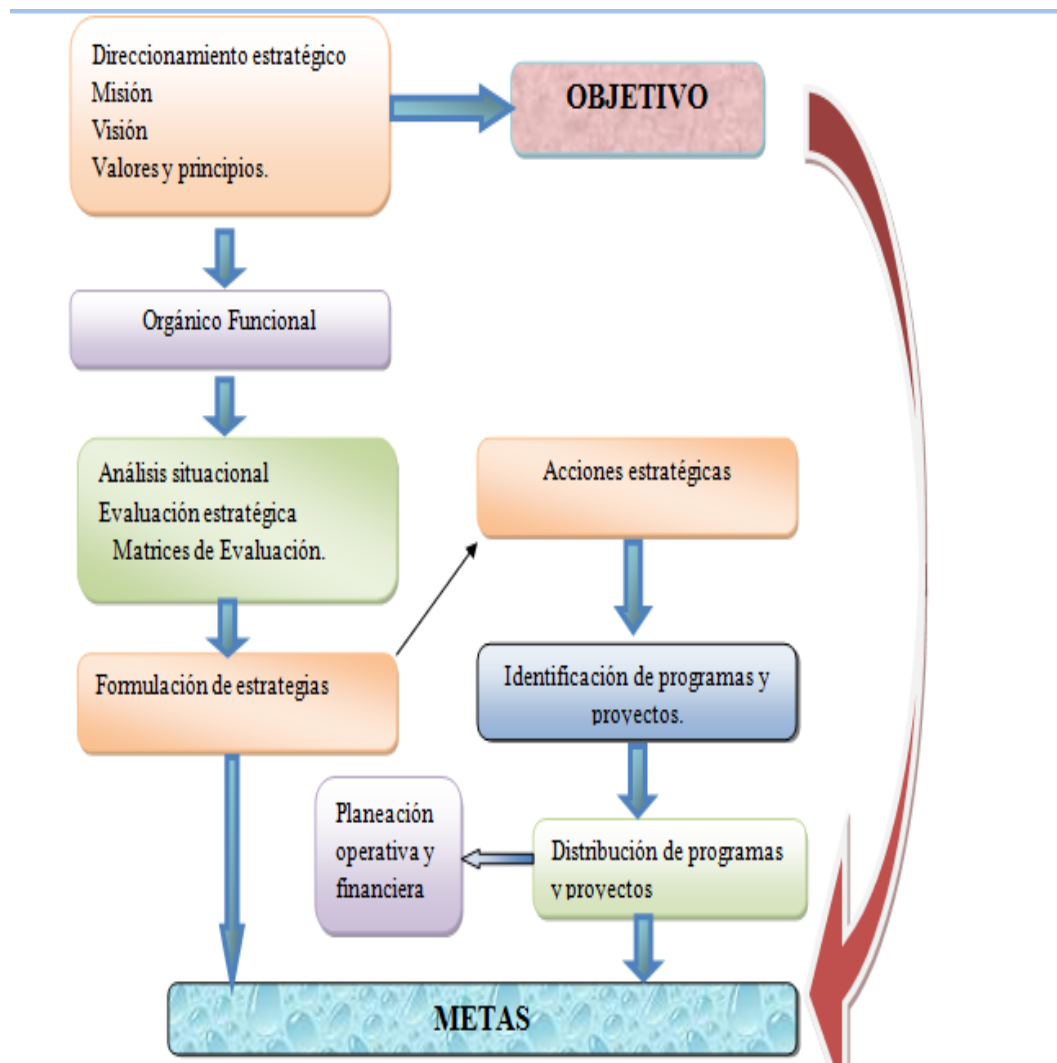 Direccionamiento estratégico
Misión
Visión
Valores y principios.
OBJETIVO
Orgánico Funcional
Análisis situacional
Evaluación estratégica
Matrices de Evaluación.
Acciones estratégicas
Formulación de estrategias
Identificación de programas y
proyectos.
Planeación
operativa y
financiera
Distribución de programas
y proyectos
METAS